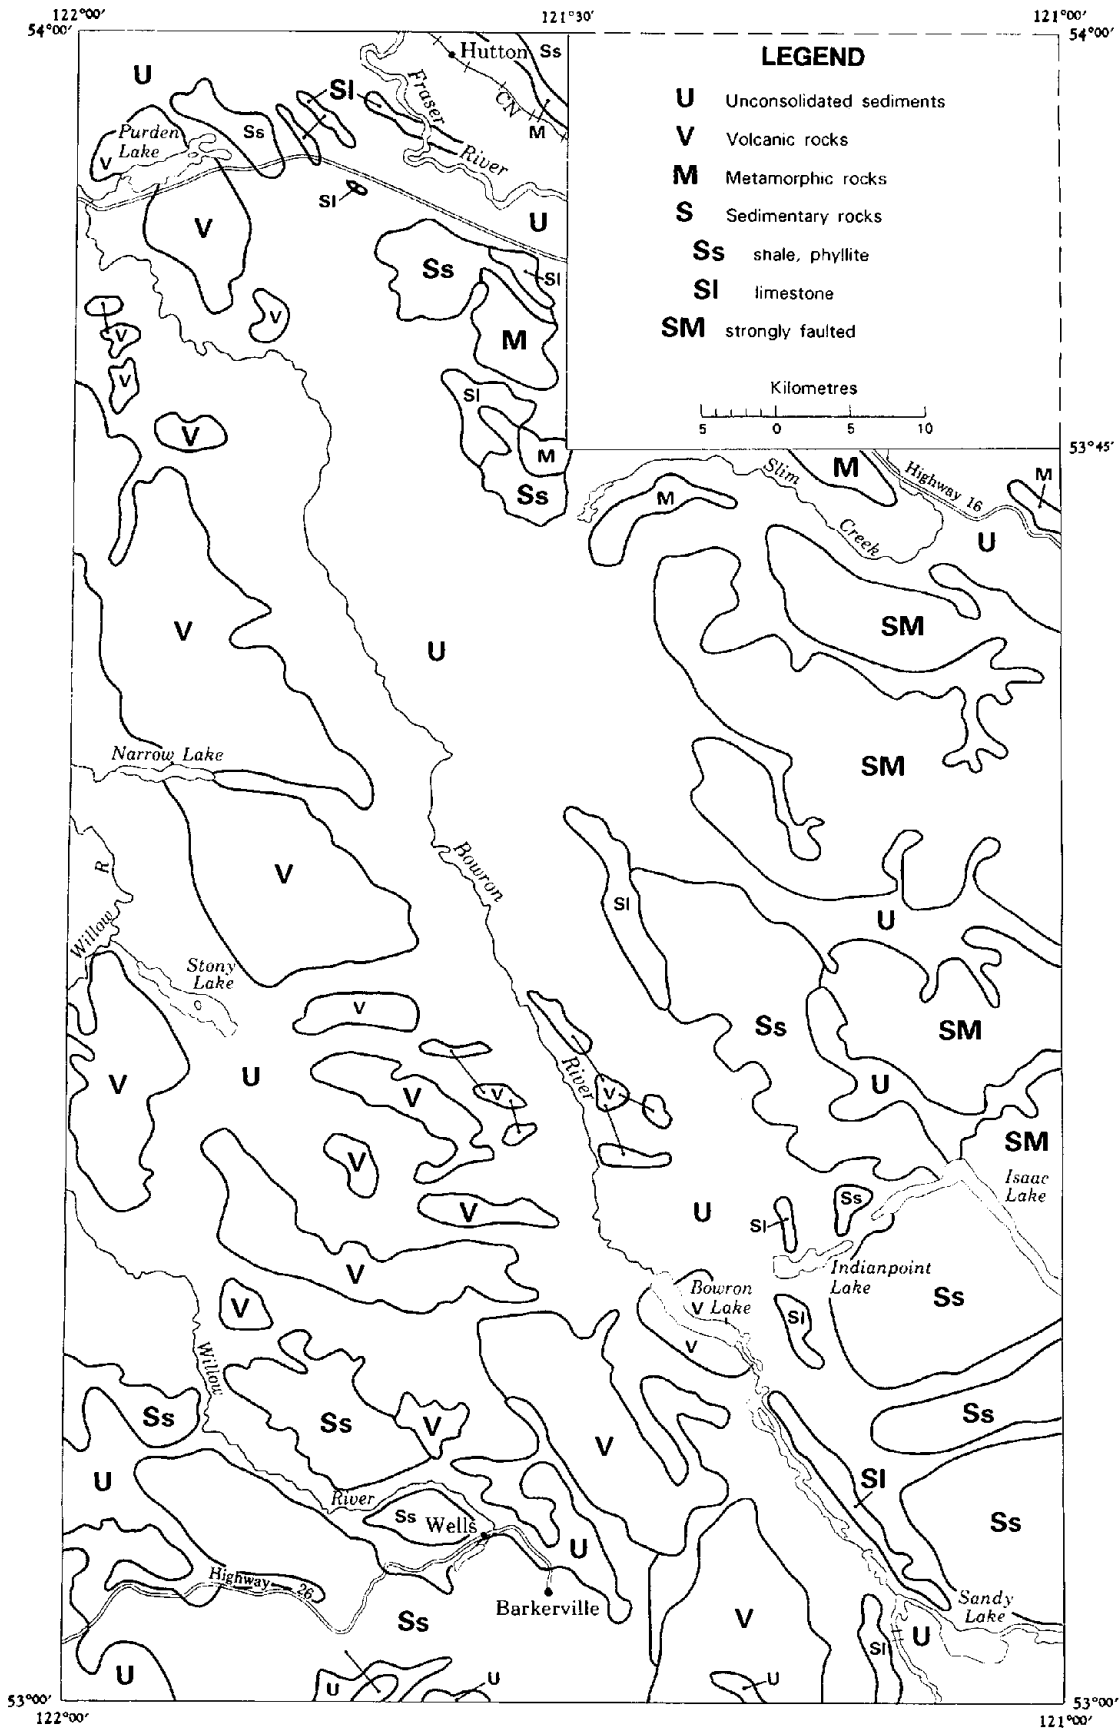 122°00'
121°30'
121°00'
54°00'
54°00'
LEGEND
U Unconsolidated sediments
V Volcanic rocks
M Metamorphic rocks
S Sedimentary rocks
Ss shale, phyllite
Sl limestone
SM strongly faulted
Kilometres
5 0 5 10
Hutton
Ss
U
Sl
Fraser
CN
M
Purden
Lake
Ss
V
River
Sl
U
V
Ss
Sl
V
V
M
V
Sl
V
M
Ss
53°45'
Slim
M
Highway 16
M
M
Creek
U
SM
V
U
SM
Narrow Lake
V
Bowron
R
Willow
Sl
U
Stony
Lake
V
Ss
SM
V
U
V
V
River
V
U
SM
V
Isaac
Lake
V
U
Sl
Ss
V
Indianpoint
Lake
Bowron
V Lake
Ss
V
Sl
V
Willow
Ss
Ss
V
Ss
V
U
Sl
River
Ss
Wells
Ss
U
Highway 26
Barkerville
Sandy
Lake
Ss
V
U
Sl
U
U
U
U
53°00'
53°00'
122°00'
121°00'